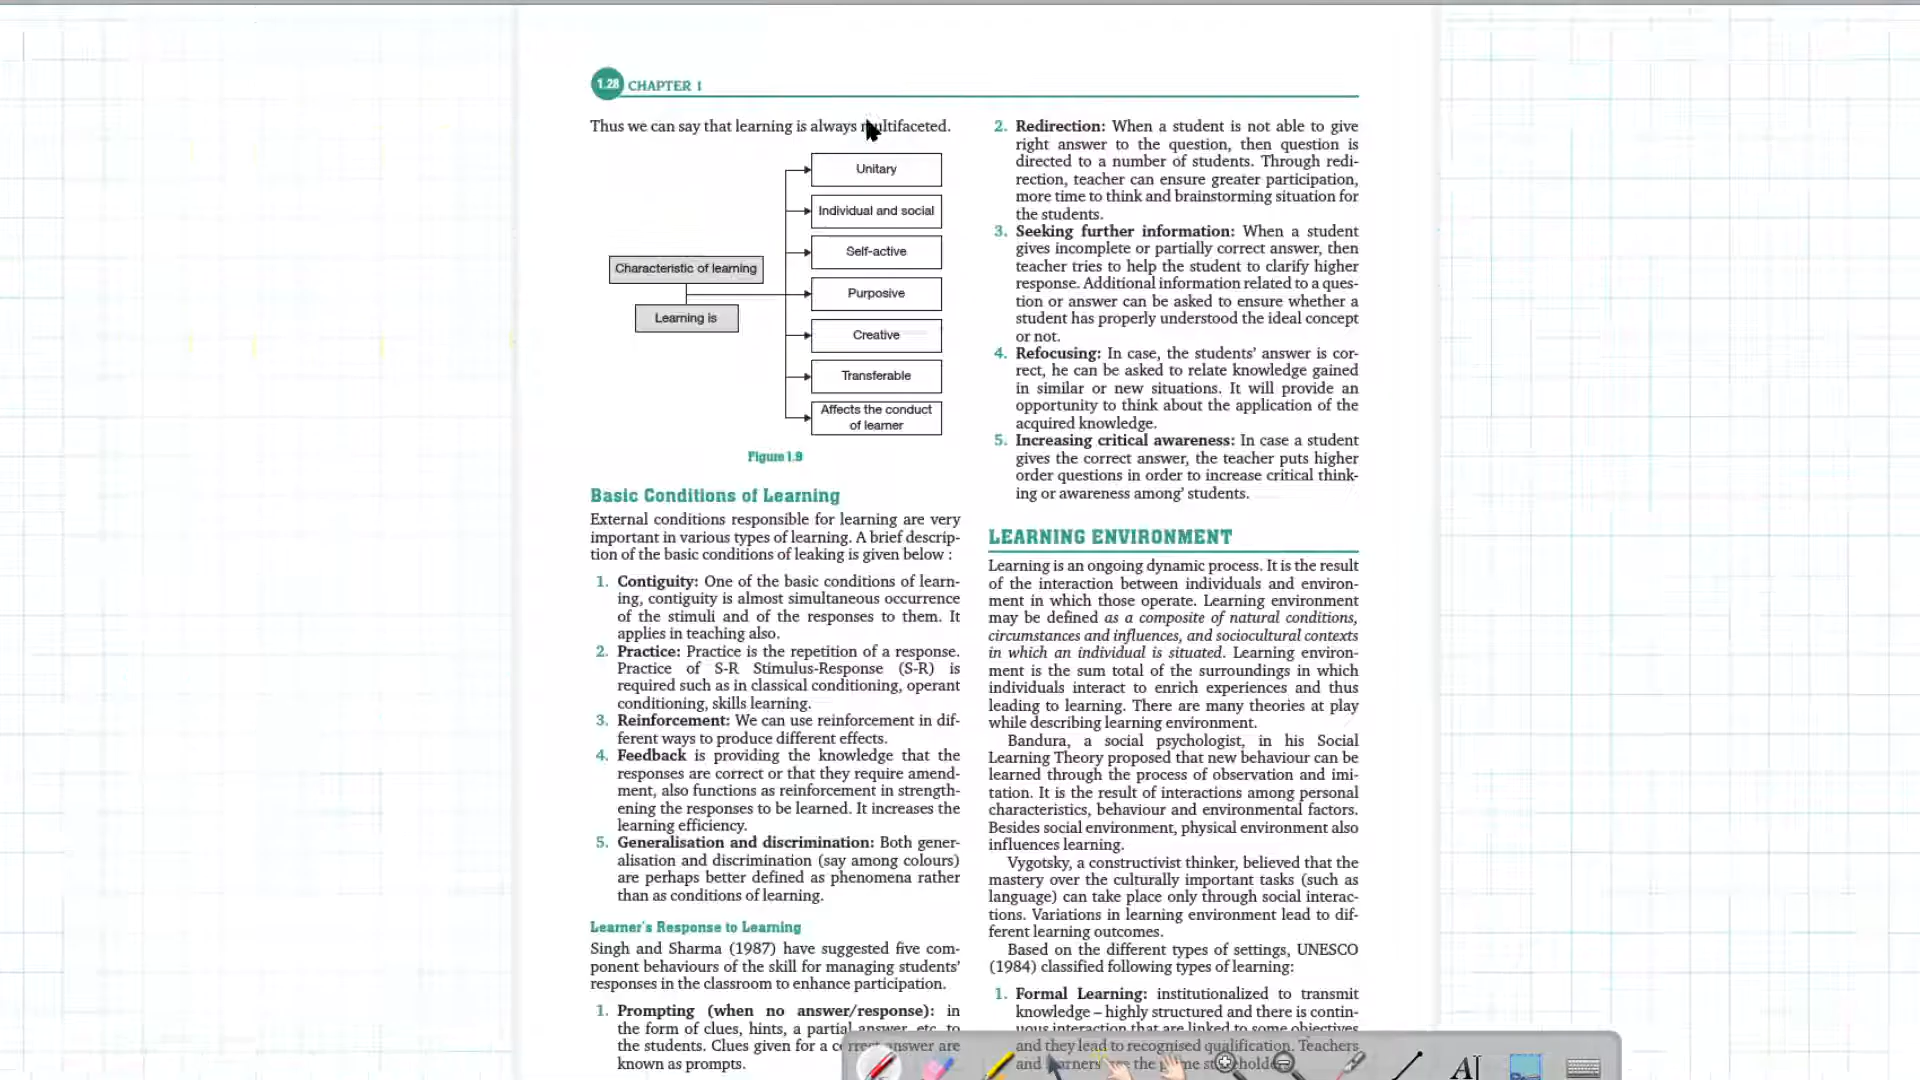 1.28 CHAPTER 1
Thus we can say that learning is always multifaceted.
Characteristic of learning
Learning is
Unitary
Individual and social
Self-active
Purposive
Creative
Transferable
Affects the conduct
of learner
Figure 1.9
Basic Conditions of Learning
External conditions responsible for learning are very
important in various types of learning. A brief descrip-
tion of the basic conditions of leaking is given below :
1. Contiguity: One of the basic conditions of learn-
ing, contiguity is almost simultaneous occurrence
of the stimuli and of the responses to them. It
applies in teaching also.
2. Practice: Practice is the repetition of a response.
Practice of S-R Stimulus-Response (S-R) is
required such as in classical conditioning, operant
conditioning, skills learning.
3. Reinforcement: We can use reinforcement in dif-
ferent ways to produce different effects.
4. Feedback is providing the knowledge that the
responses are correct or that they require amend-
ment, also functions as reinforcement in strength-
ening the responses to be learned. It increases the
learning efficiency.
5. Generalisation and discrimination: Both gener-
alisation and discrimination (say among colours)
are perhaps better defined as phenomena rather
than as conditions of learning.
Learner's Response to Learning
Singh and Sharma (1987) have suggested five com-
ponent behaviours of the skill for managing students'
responses in the classroom to enhance participation.
1. Prompting (when no answer/response): in
the form of clues, hints, a partial answer, etc. to
the students. Clues given for a correct answer are
known as prompts.
2. Redirection: When a student is not able to give
right answer to the question, then question is
directed to a number of students. Through redi-
rection, teacher can ensure greater participation,
more time to think and brainstorming situation for
the students.
3. Seeking further information: When a student
gives incomplete or partially correct answer, then
teacher tries to help the student to clarify higher
response. Additional information related to a ques-
tion or answer can be asked to ensure whether a
student has properly understood the ideal concept
or not.
4. Refocusing: In case, the students' answer is cor-
rect, he can be asked to relate knowledge gained
in similar or new situations. It will provide an
opportunity to think about the application of the
acquired knowledge.
5. Increasing critical awareness: In case a student
gives the correct answer, the teacher puts higher
order questions in order to increase critical think-
ing or awareness among' students.
LEARNING ENVIRONMENT
Learning is an ongoing dynamic process. It is the result
of the interaction between individuals and environ-
ment in which those operate. Learning environment
may be defined as a composite of natural conditions,
circumstances and influences, and sociocultural contexts
in which an individual is situated. Learning environ-
ment is the sum total of the surroundings in which
individuals interact to enrich experiences and thus
leading to learning. There are many theories at play
while describing learning environment.
Bandura, a social psychologist, in his Social
Learning Theory proposed that new behaviour can be
learned through the process of observation and imi-
tation. It is the result of interactions among personal
characteristics, behaviour and environmental factors.
Besides social environment, physical environment also
influences learning.
Vygotsky, a constructivist thinker, believed that the
mastery over the culturally important tasks (such as
language) can take place only through social interac-
tions. Variations in learning environment lead to dif-
ferent learning outcomes.
Based on the different types of settings, UNESCO
(1984) classified following types of learning:
1. Formal Learning: institutionalized to transmit
knowledge – highly structured and there is contin-
uous interaction that are linked to some objectives
and they lead to recognised qualification. Teachers
and the